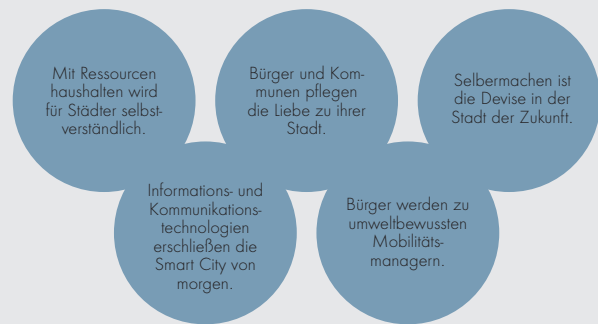 Mit Ressourcen
haushalten wird
für Städter selbst-
verständlich.
Bürger und Kom-
munen pflegen
die Liebe zu ihrer
Stadt.
Selbermachen ist
die Devise in der
Stadt der Zukunft.
Informations- und
Kommunikations-
technologien
erschließen die
Smart City von
morgen.
Bürger werden zu
umweltbewussten
Mobilitäts-
managern.